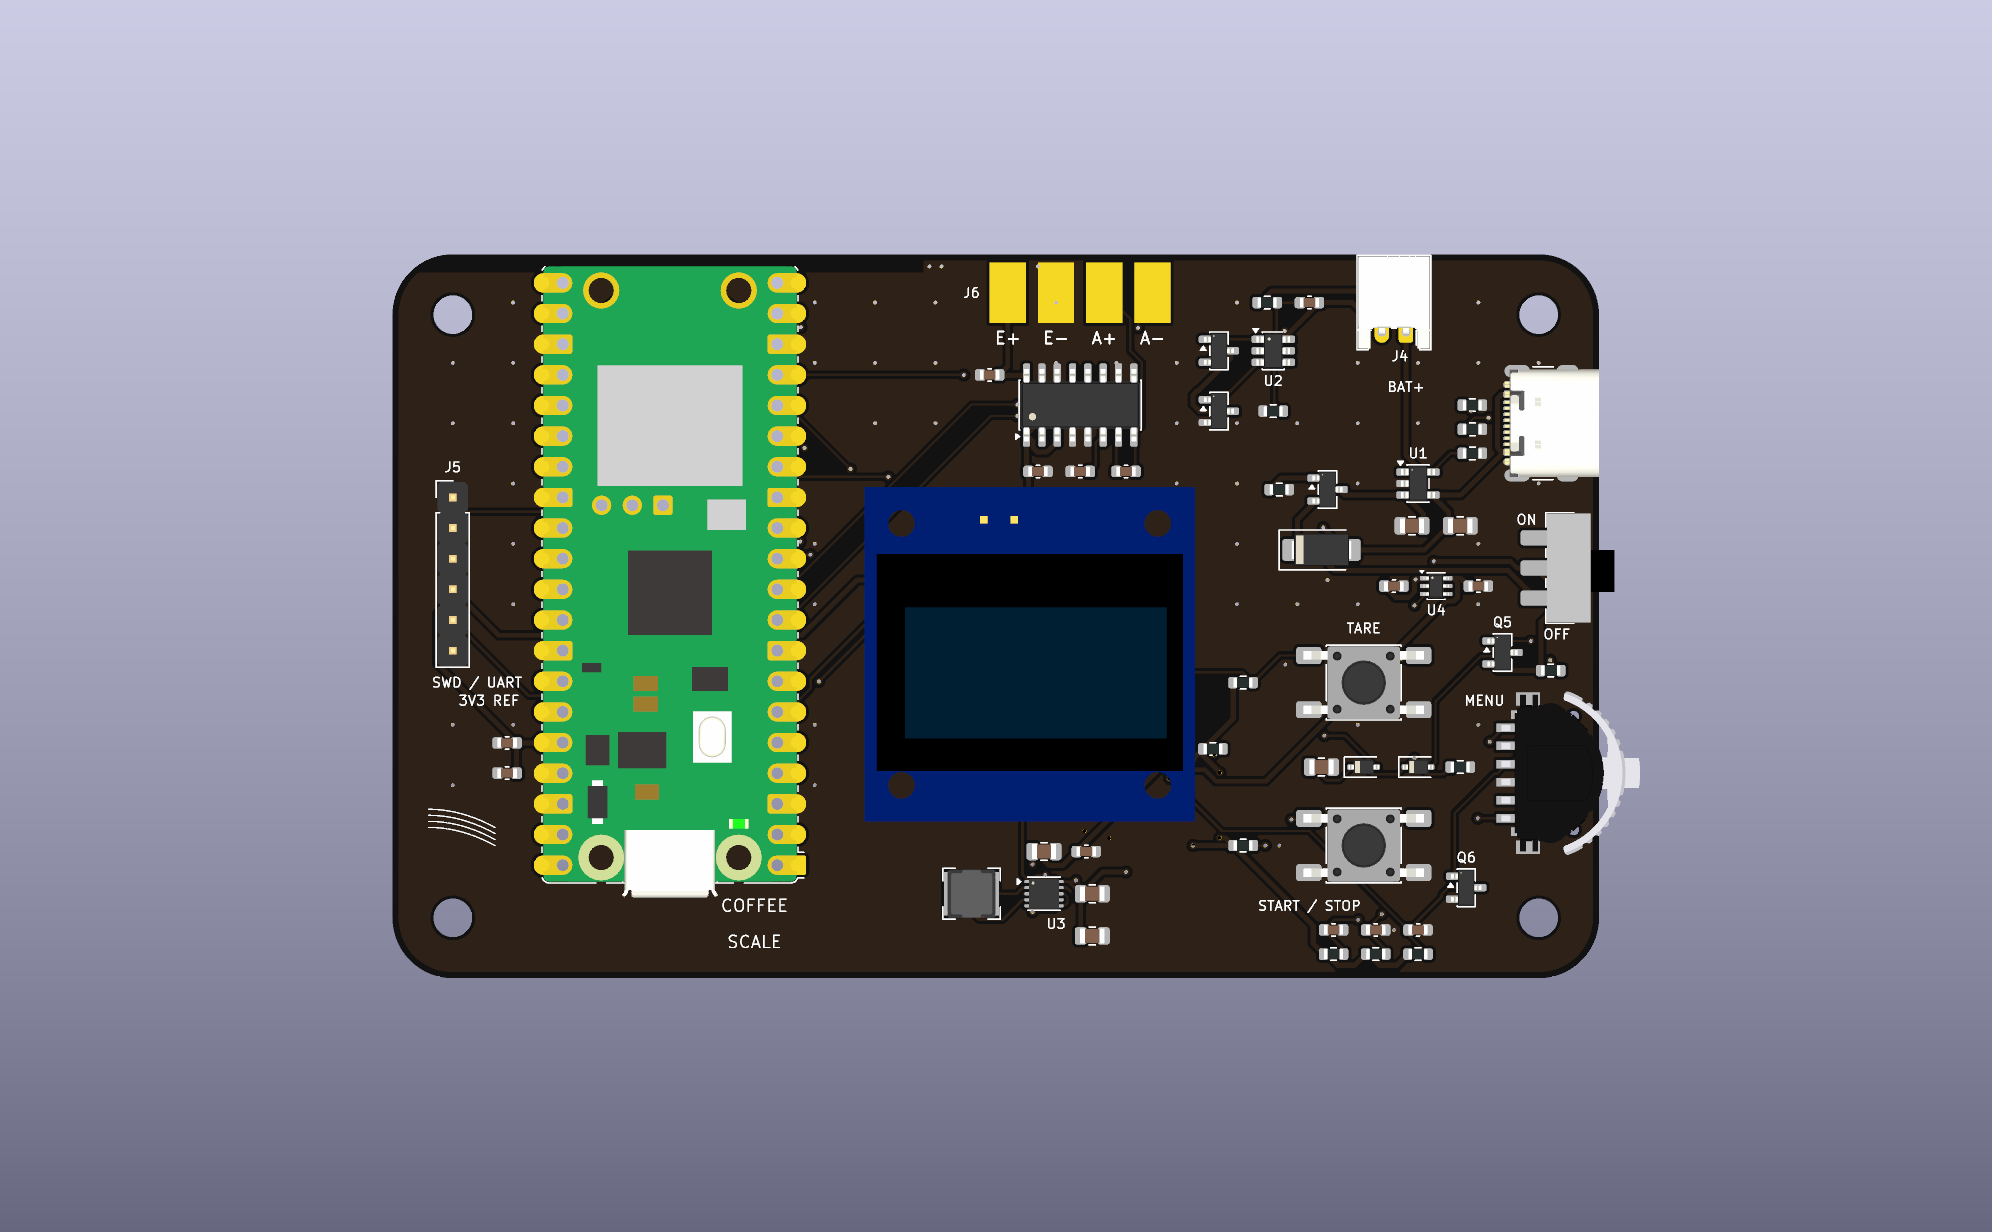 J6
E+ E- A+ A-
U2
J4
BAT+
J5
U1
ON
U4
OFF
Q5
TARE
SWD / UART
3V3 REF
MENU
Q6
COFFEE
START / STOP
U3
SCALE